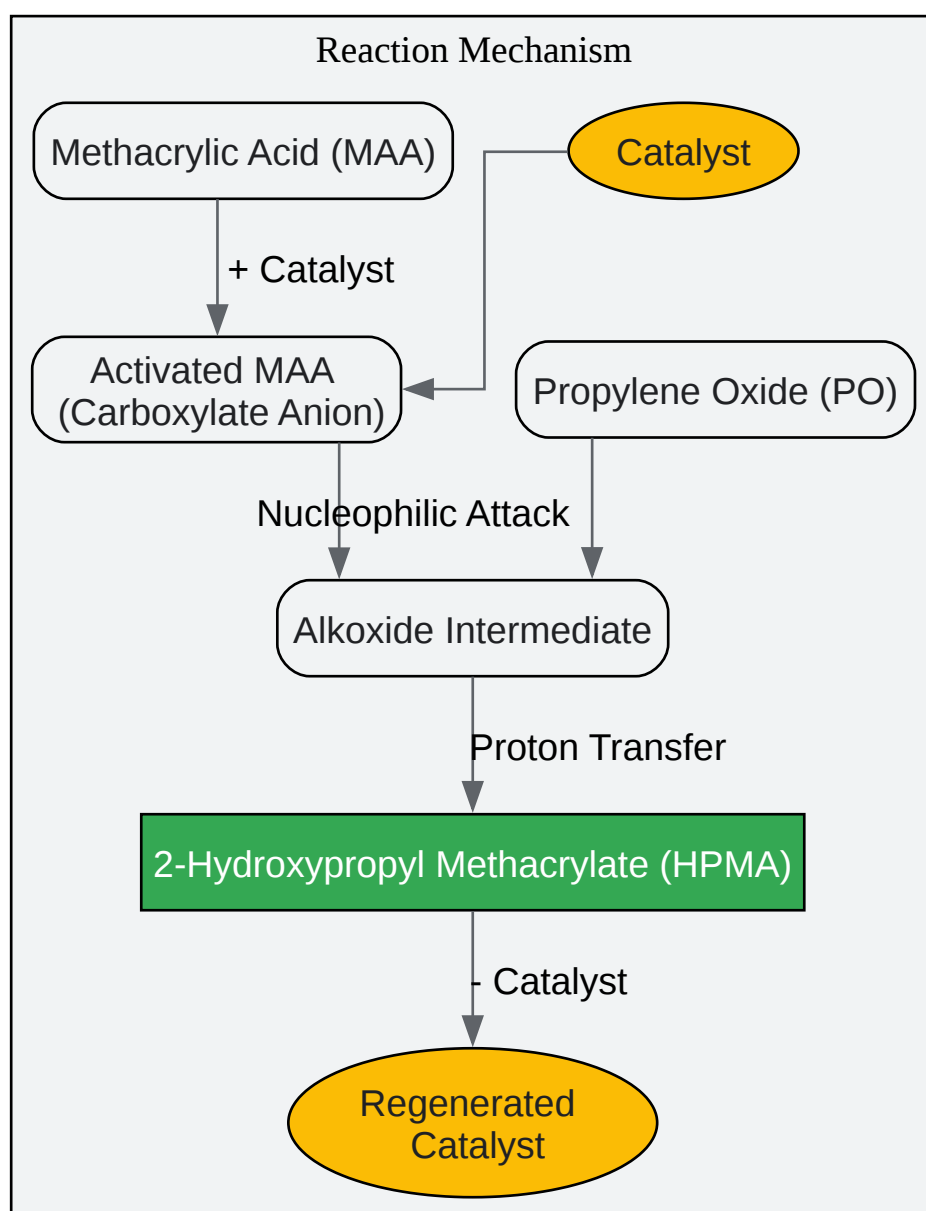 Reaction Mechanism
Methacrylic Acid (MAA)
Catalyst
+ Catalyst
Activated MAA
(Carboxylate Anion)
Propylene Oxide (PO)
Nucleophilic Attack
Alkoxide Intermediate
Proton Transfer
2-Hydroxypropyl Methacrylate (HPMA)
- Catalyst
Regenerated
Catalyst